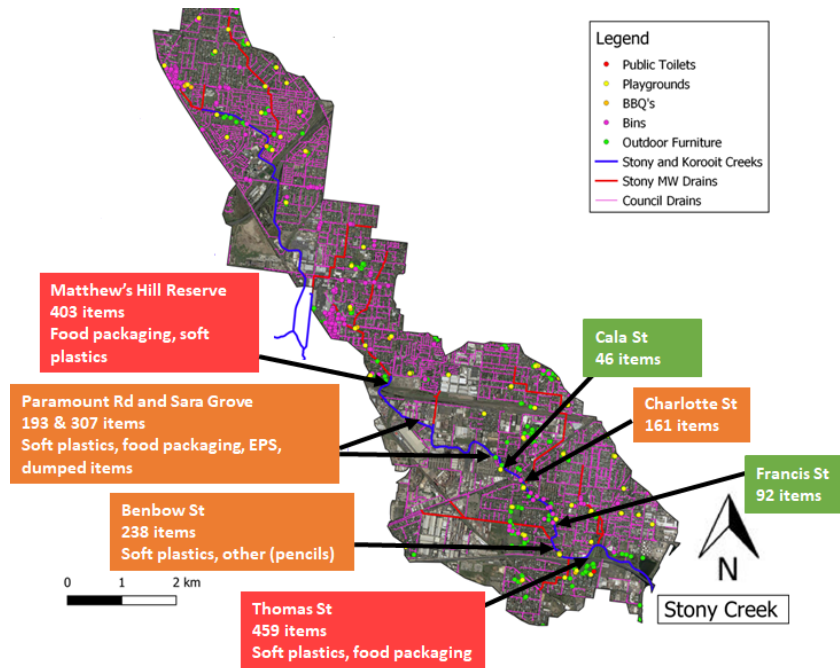 Legend
Public Toilets
Playgrounds
BBQ's
Bins
Outdoor Furniture
Stony and Korooit Creeks
Stony MW Drains
Council Drains
Matthew's Hill Reserve
403 items
Food packaging, soft
plastics
Cala St
46 items
Paramount Rd and Sara Grove
193 & 307 items
Soft plastics, food packaging, EPS,
dumped items
Charlotte St
161 items
Francis St
92 items
Benbow St
238 items
Soft plastics, other (pencils)
N
0 1 2 km
Stony Creek
Thomas St
459 items
Soft plastics, food packaging